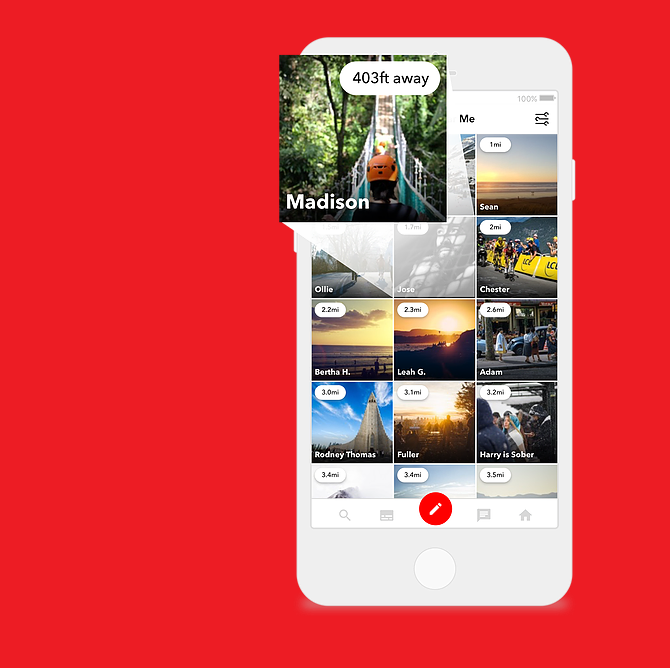 403ft away
Madison
100%
Me
1mi
Sean
1.7mi
2mi
Ollie
Jose
Chester
LCL
LCL
2.2mi
2.3mi
2.6mi
Bertha H.
Leah G.
Adam
3.0mi
3.1mi
3.2mi
Rodney Thomas
Fuller
Harry is Sober
3.4mi
3.4mi
3.5mi